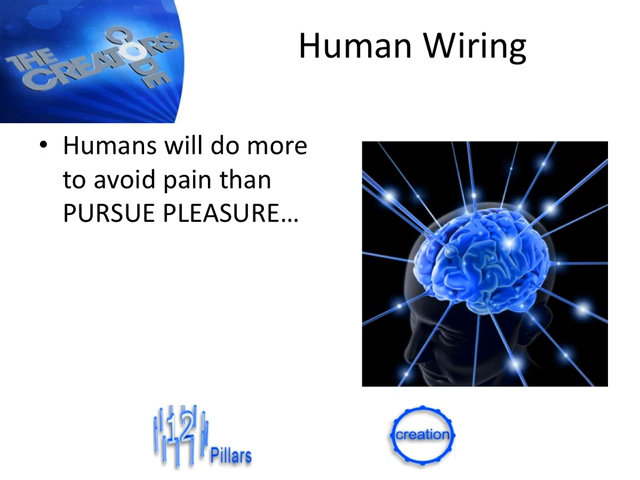 THE CREATORS CODE
Human Wiring
• Humans will do more
to avoid pain than
PURSUE PLEASURE…
12 Pillars
creation